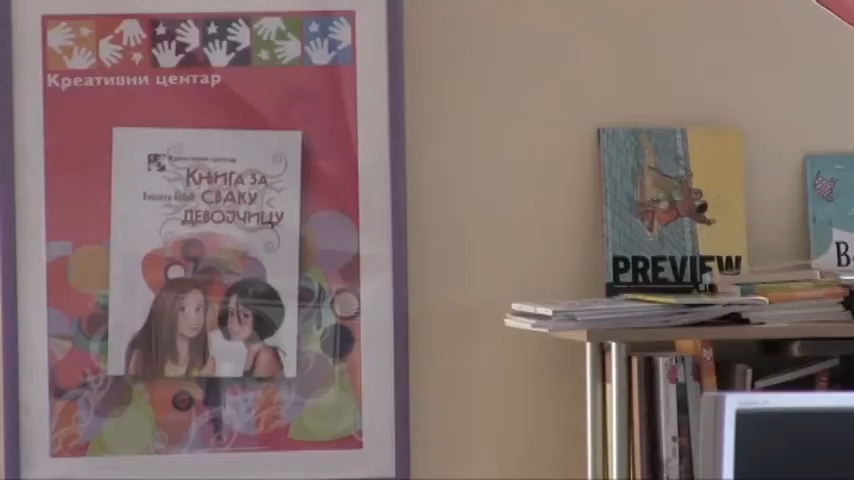 Креативни центар
Креативни центар
КЊИГА ЗА
СВАКУ
ДЕВОЈЧИЦУ
PREVIEW